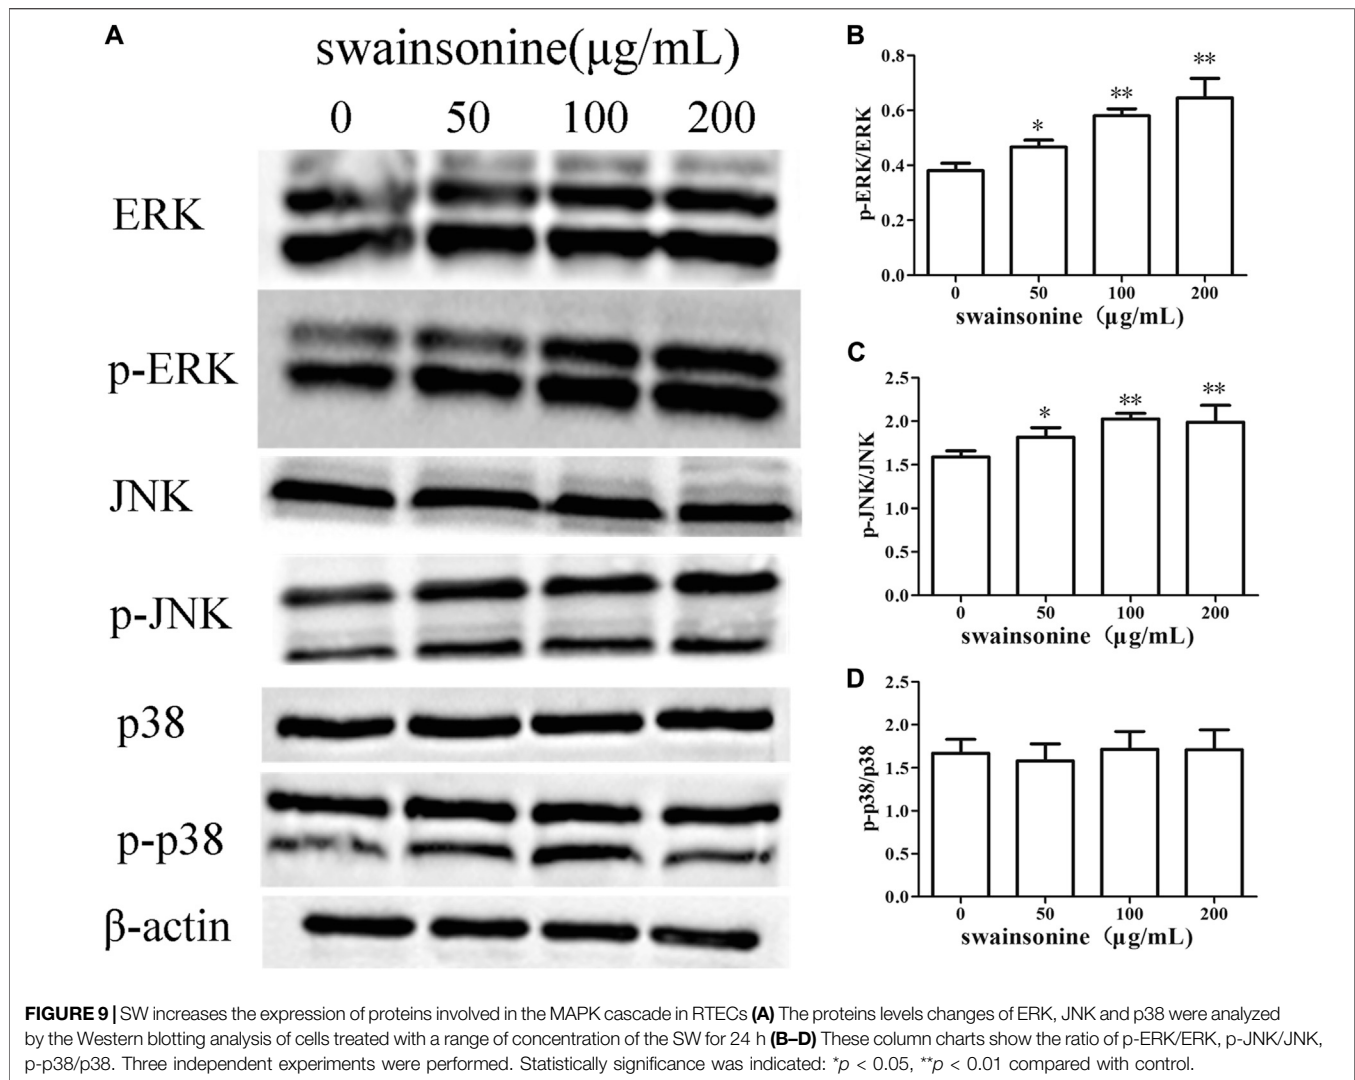 A
swainsonine(μg/mL)
0 50 100 200
ERK
p-ERK
JNK
p-JNK
p38
p-p38
β-actin
B
0.8
0.6
0.4
0.2
0.0
p-ERK/ERK
*
**
**
0 50 100 200
swainsonine（μg/mL)
C
2.5
2.0
1.5
1.0
0.5
0.0
p-JNK/JNK
*
**
**
0 50 100 200
swainsonine（μg/mL)
D
2.5
2.0
1.5
1.0
0.5
0.0
p-p38/p38
0 50 100 200
swainsonine（μg/mL)
FIGURE 9 | SW increases the expression of proteins involved in the MAPK cascade in RTECs (A) The proteins levels changes of ERK, JNK and p38 were analyzed
by the Western blotting analysis of cells treated with a range of concentration of the SW for 24 h (B–D) These column charts show the ratio of p-ERK/ERK, p-JNK/JNK,
p-p38/p38. Three independent experiments were performed. Statistically significance was indicated: *p < 0.05, **p < 0.01 compared with control.